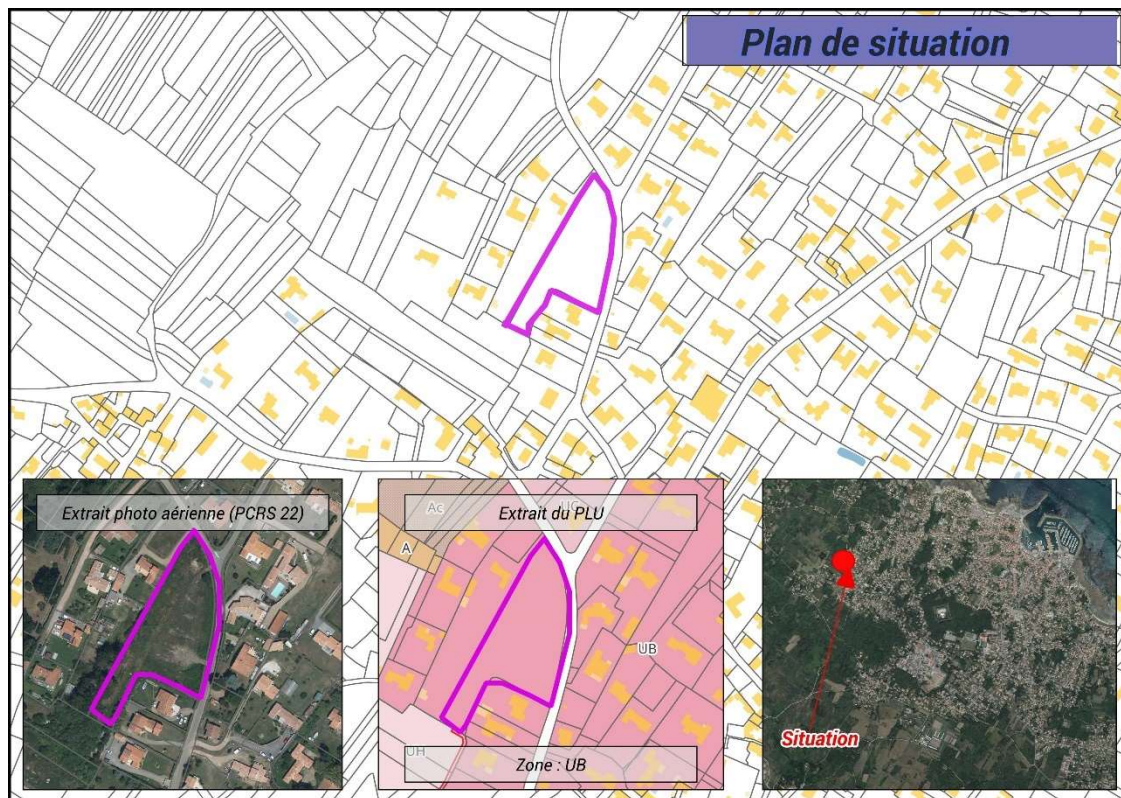 Plan de situation
Extrait photo aérienne (PCRS 22)
Ac
UC
Extrait du PLU
A
UB
UH
Zone : UB
Situation